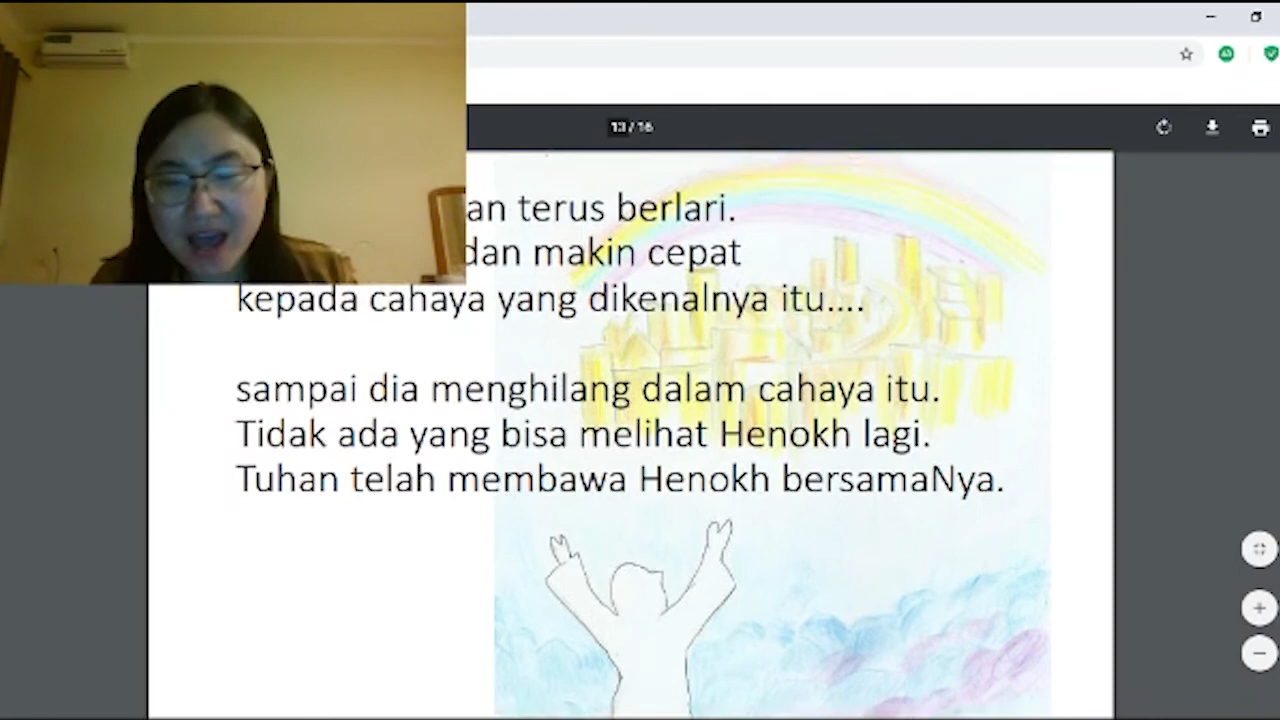 13 / 16
an terus berlari.
dan makin cepat
kepada cahaya yang dikenalnya itu....
sampai dia menghilang dalam cahaya itu.
Tidak ada yang bisa melihat Henokh lagi.
Tuhan telah membawa Henokh bersamaNya.